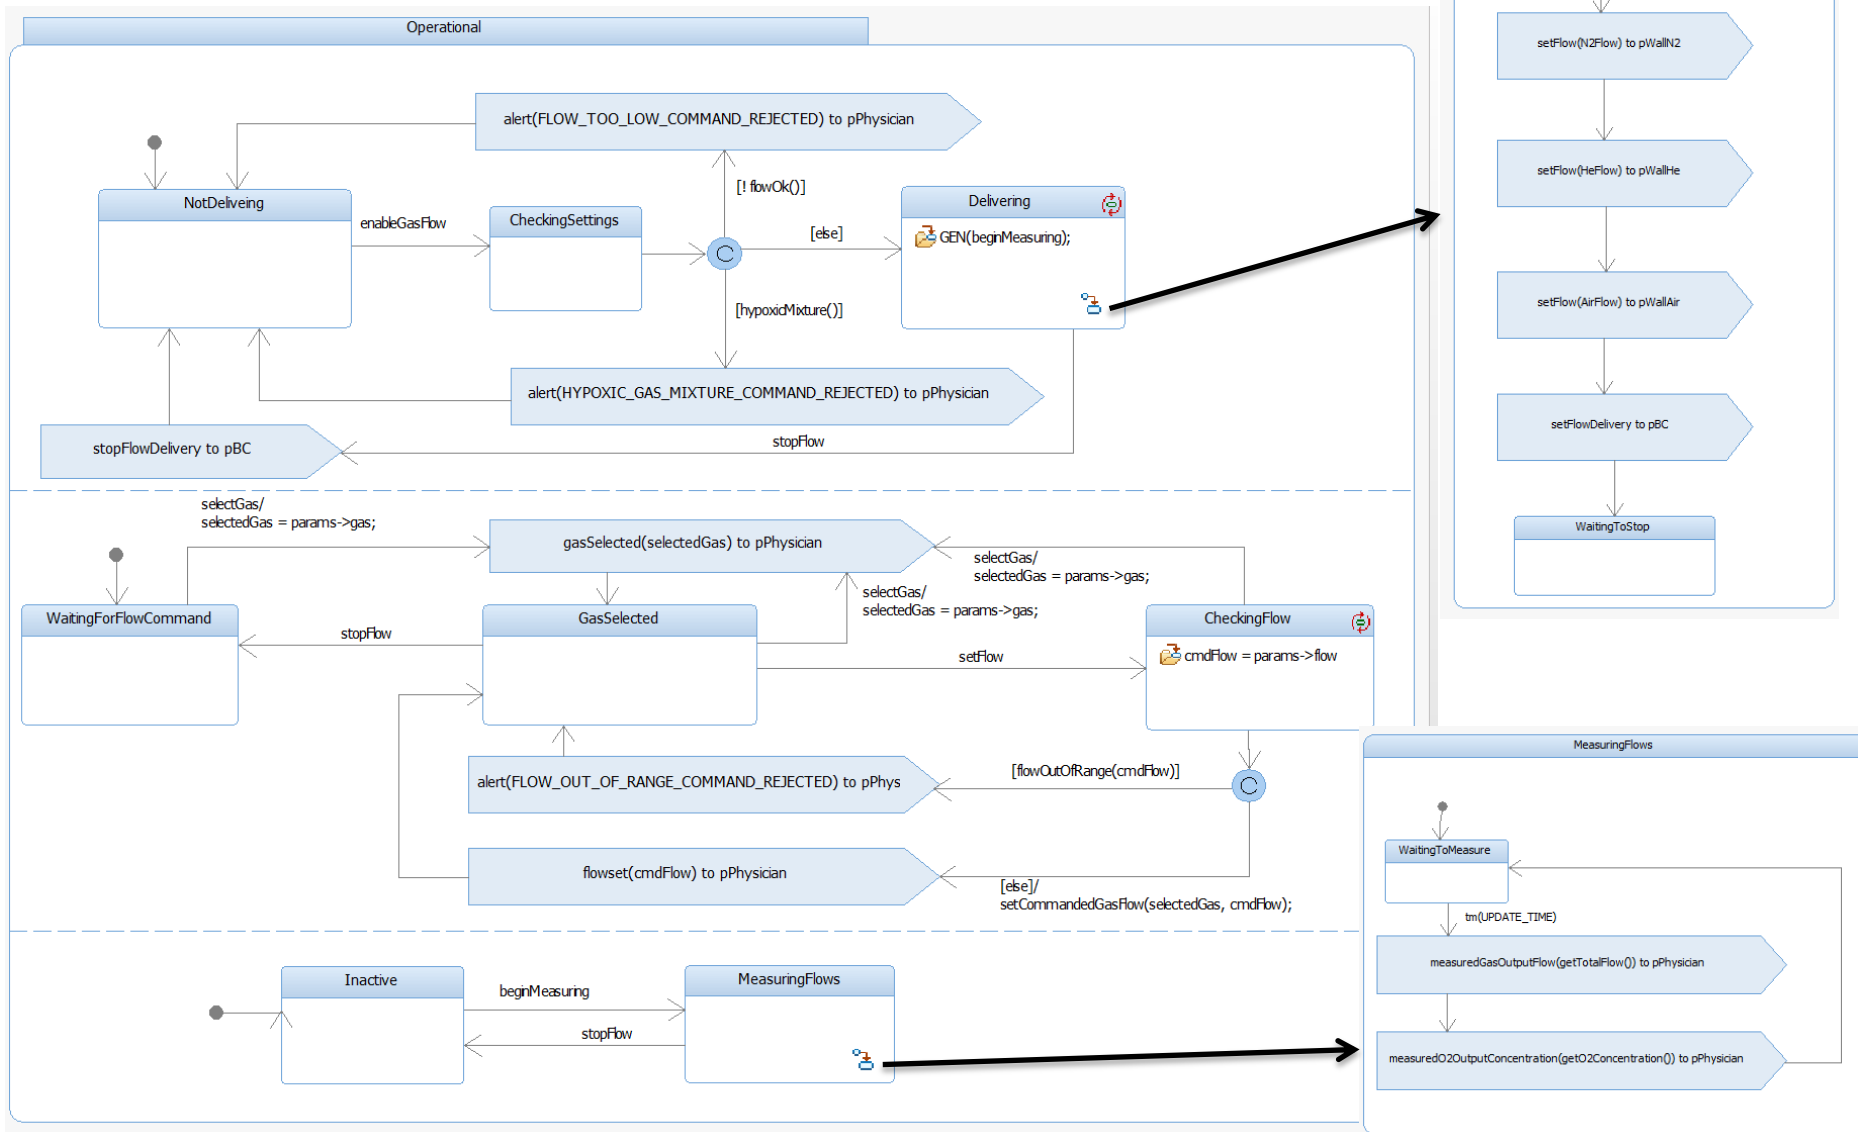 Operational
alert(FLOW_TOO_LOW_COMMAND_REJECTED) to pPhysician
[! flowOk()]
NotDeliveing
enableGasFlow
CheckingSettings
C
[else]
Delivering
GEN(beginMeasuring);
[hypoxicMixture()]
alert(HYPOXIC_GAS_MIXTURE_COMMAND_REJECTED) to pPhysician
stopFlow
stopFlowDelivery to pBC
selectGas/
selectedGas = params->gas;
gasSelected(selectedGas) to pPhysician
selectGas/
selectedGas = params->gas;
selectGas/
selectedGas = params->gas;
WaitingForFlowCommand
stopFlow
GasSelected
setFlow
CheckingFlow
cmdFlow = params->flow
C
[flowOutOfRange(cmdFlow)]
alert(FLOW_OUT_OF_RANGE_COMMAND_REJECTED) to pPhys
flowset(cmdFlow) to pPhysician
[else]/
setCommandedGasFlow(selectedGas, cmdFlow);
Inactive
beginMeasuring
stopFlow
MeasuringFlows
setFlow(N2Flow) to pWallN2
setFlow(HeFlow) to pWallHe
setFlow(AirFlow) to pWallAir
setFlowDelivery to pBC
WaitingToStop
MeasuringFlows
WaitingToMeasure
tm(UPDATE_TIME)
measuredGasOutputFlow(getTotalFlow()) to pPhysician
measuredO2OutputConcentration(getO2Concentration()) to pPhysician